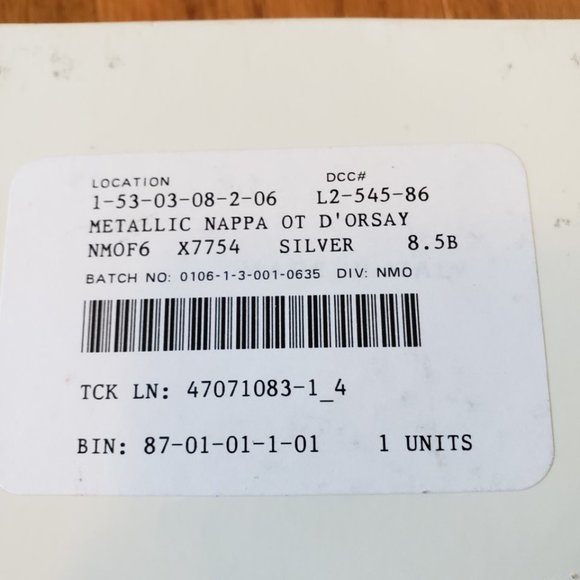 LOCATION DCC#
1-53-03-08-2-06 L2-545-86
METALLIC NAPPA OT D'ORSAY
NMOF6 X7754 SILVER 8.5B
BATCH NO: 0106-1-3-001-0635 DIV: NMO
TCK LN: 47071083-1_4
BIN: 87-01-01-1-01 1 UNITS